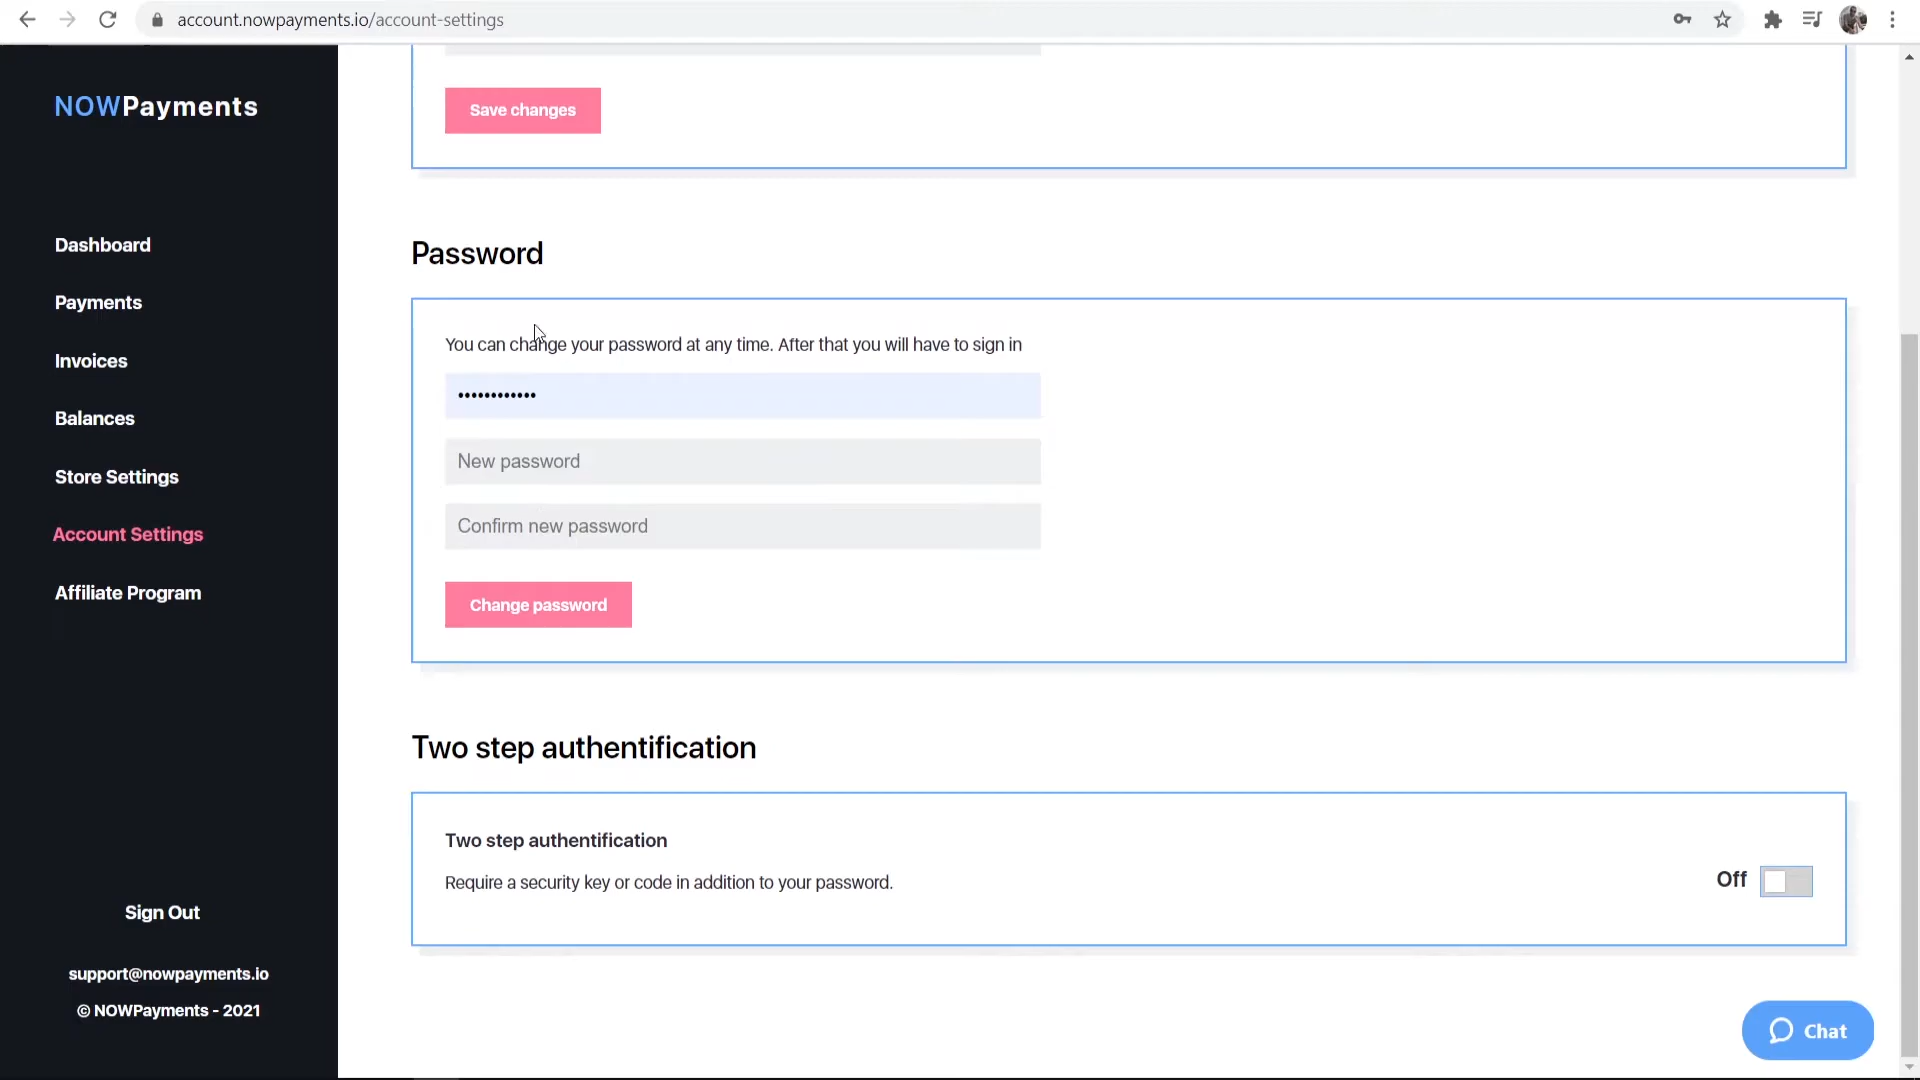 account.nowpayments.io/account-settings
NOWPayments
Dashboard
Payments
Invoices
Balances
Store Settings
Account Settings
Affiliate Program
Sign Out
support@nowpayments.io
© NOWPayments - 2021
Save changes
Password
You can change your password at any time. After that you will have to sign in
••••••••••••
New password
Confirm new password
Change password
Two step authentification
Two step authentification
Require a security key or code in addition to your password.
Off
Chat